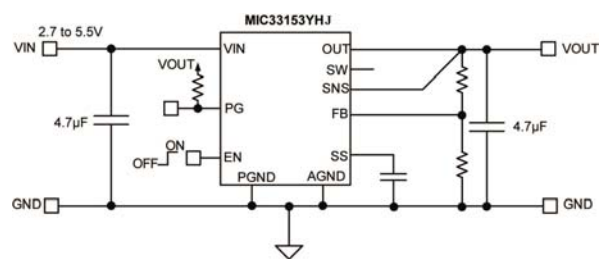 MIC33153YHJ
VIN
2.7 to 5.5V
VIN
OUT
VOUT
VOUT
SW
SNS
PG
FB
4.7µF
4.7µF
ON
OFF
EN
SS
PGND
AGND
GND
GND